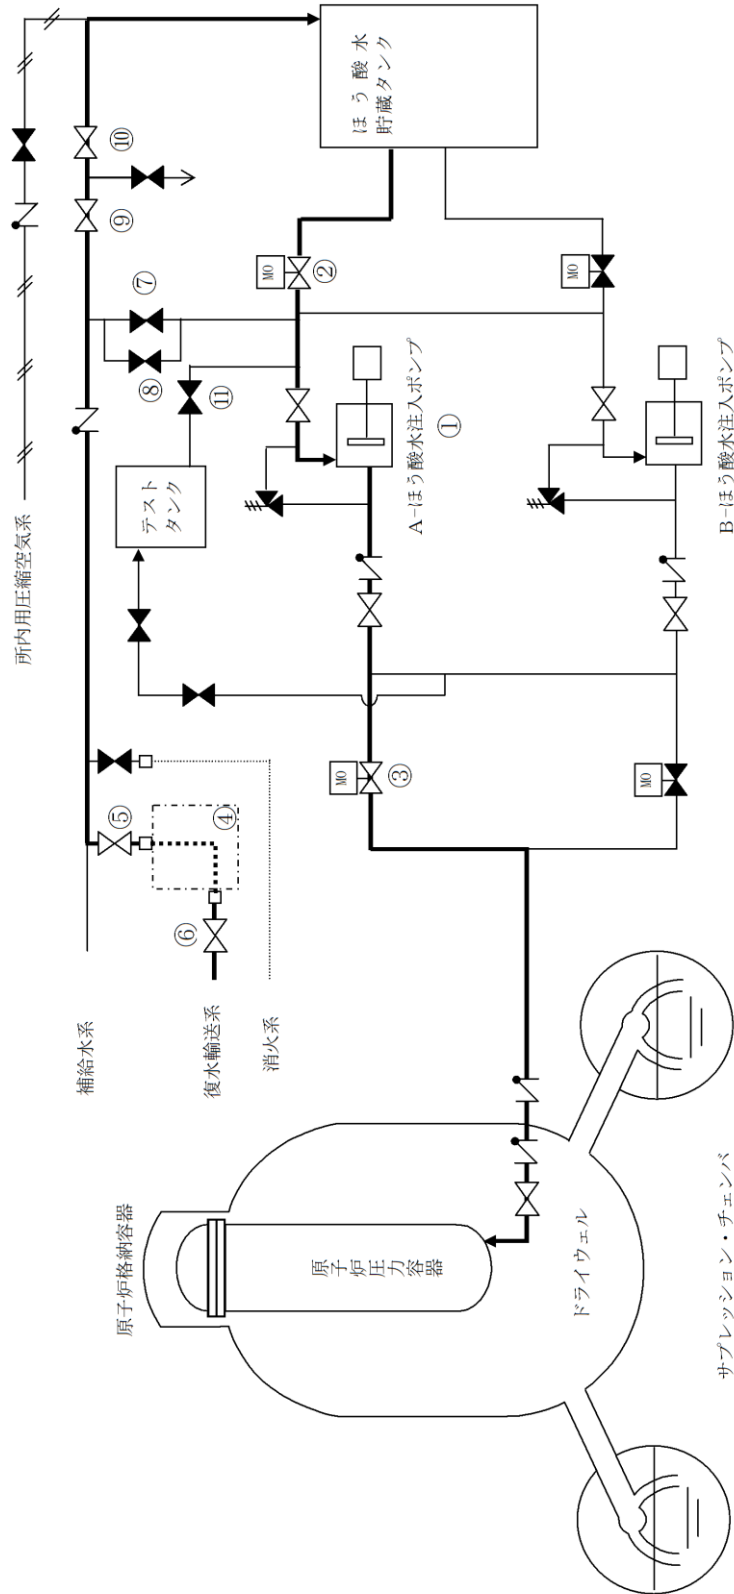 原子炉格納容器
原子炉圧力容器
ドライウェル
サプレッション・チェンバ
補給水系
復水輸送系
消火系
⑥
⑤
④
所内用圧縮空気系
テスト
タンク
⑧
⑦
⑪
⑨
⑩
MO
③
MO
②
A-ほう酸水注入ポンプ
①
MO
MO
B-ほう酸水注入ポンプ
ほう酸水
貯蔵タンク